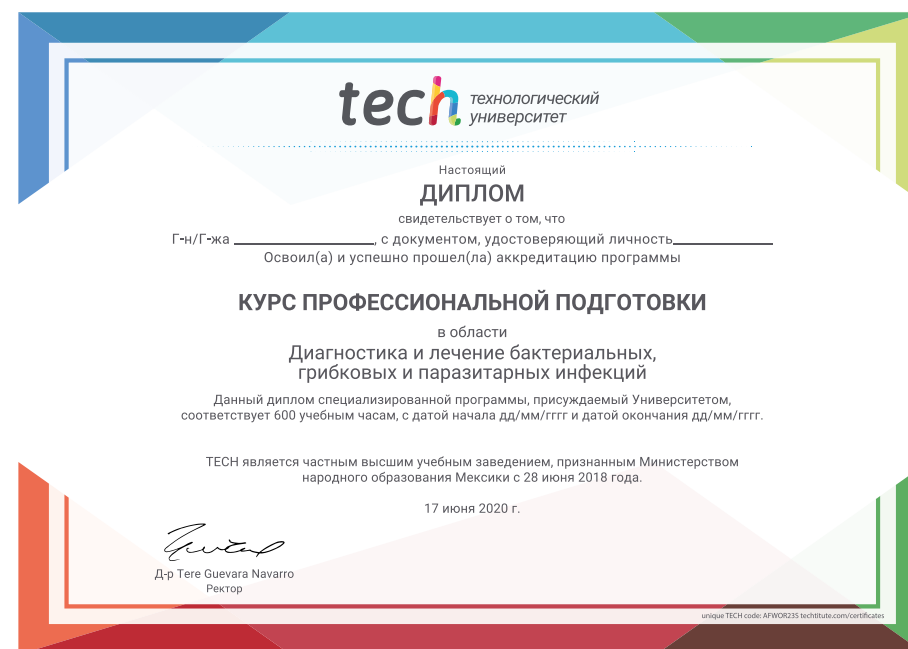 tech технологический
университет
Настоящий
ДИПЛОМ
свидетельствует о том, что
Г-н/Г-жа ____________________, с документом, удостоверяющий личность______________
Освоил(а) и успешно прошел(ла) аккредитацию программы
КУРС ПРОФЕССИОНАЛЬНОЙ ПОДГОТОВКИ
в области
Диагностика и лечение бактериальных,
грибковых и паразитарных инфекций
Данный диплом специализированной программы, присуждаемый Университетом,
соответствует 600 учебным часам, с датой начала дд/мм/гггг и датой окончания дд/мм/гггг.
TECH является частным высшим учебным заведением, признанным Министерством
народного образования Мексики с 28 июня 2018 года.
17 июня 2020 г.
Д-р Tere Guevara Navarro
Ректор
unique TECH code: AFWOR235 techtitute.com/certificates